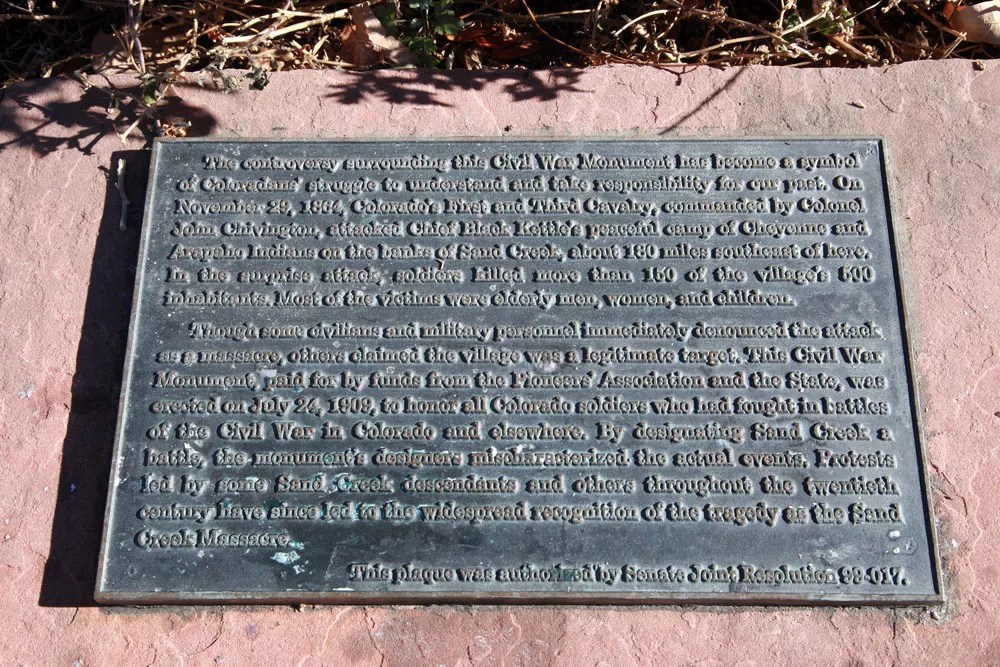 The controversy surrounding this Civil War Monument has become a symbol
of Coloradans' struggle to understand and take responsibility for our past. On
November 29, 1864, Colorado's First and Third Cavalry, commanded by Colonel
John Chivington, attacked Chief Black Kettle's peaceful camp of Cheyenne and
Arapaho Indians on the banks of Sand Creek, about 180 miles southeast of here.
In the surprise attack, soldiers killed more than 150 of the village's 500
inhabitants. Most of the victims were elderly men, women, and children.
Though some civilians and military personnel immediately denounced the attack
as a massacre, others claimed the village was a legitimate target. This Civil War
Monument, paid for by funds from the Pioneers' Association and the State, was
erected on July 24, 1909, to honor all Colorado soldiers who had fought in battles
of the Civil War in Colorado and elsewhere. By designating Sand Creek a
battle, the monument's designers mischaracterized the actual events. Protests
led by some Sand Creek descendants and others throughout the twentieth
century have since led to the widespread recognition of the tragedy as the Sand
Creek Massacre.
This plaque was authorized by Senate Joint Resolution 99-017.